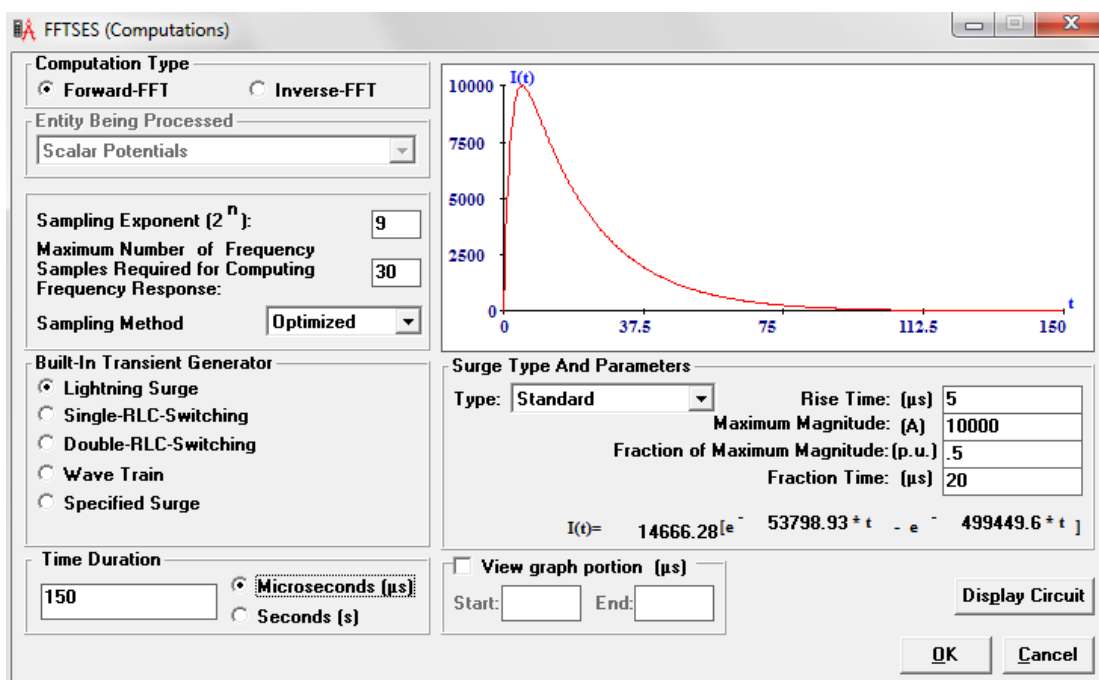 FFTSES (Computations)
Computation Type
Forward-FFT Inverse-FFT
Entity Being Processed
Scalar Potentials
Sampling Exponent (2 n ): 9
Maximum Number of Frequency
Samples Required for Computing 30
Frequency Response:
Sampling Method Optimized
Built-In Transient Generator
Lightning Surge
Single-RLC-Switching
Double-RLC-Switching
Wave Train
Specified Surge
Time Duration
150 Microseconds (µs)
Seconds (s)
I(t)
10000
7500
5000
2500
0
t
0 37.5 75 112.5 150
Surge Type And Parameters
Type: Standard Rise Time: (µs) 5
Maximum Magnitude: (A) 10000
Fraction of Maximum Magnitude:(p.u.) .5
Fraction Time: (µs) 20
I(t)= 14666.28[e - 53798.93 * t - e - 499449.6 * t ]
View graph portion (µs)
Start: End:
Display Circuit
OK Cancel